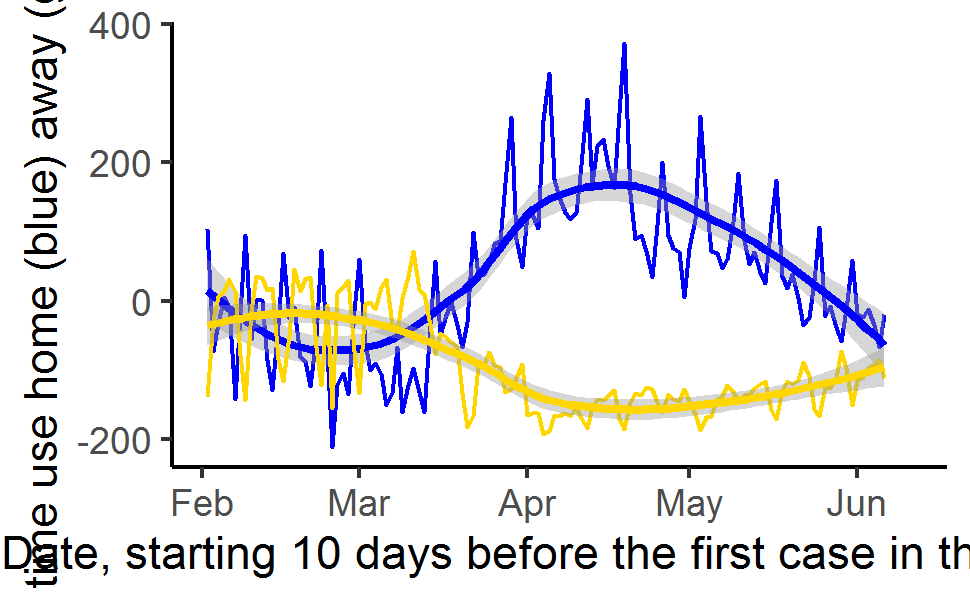 time use home (blue) away (
400
200
0
-200
Feb Mar Apr May Jun
Date, starting 10 days before the first case in th